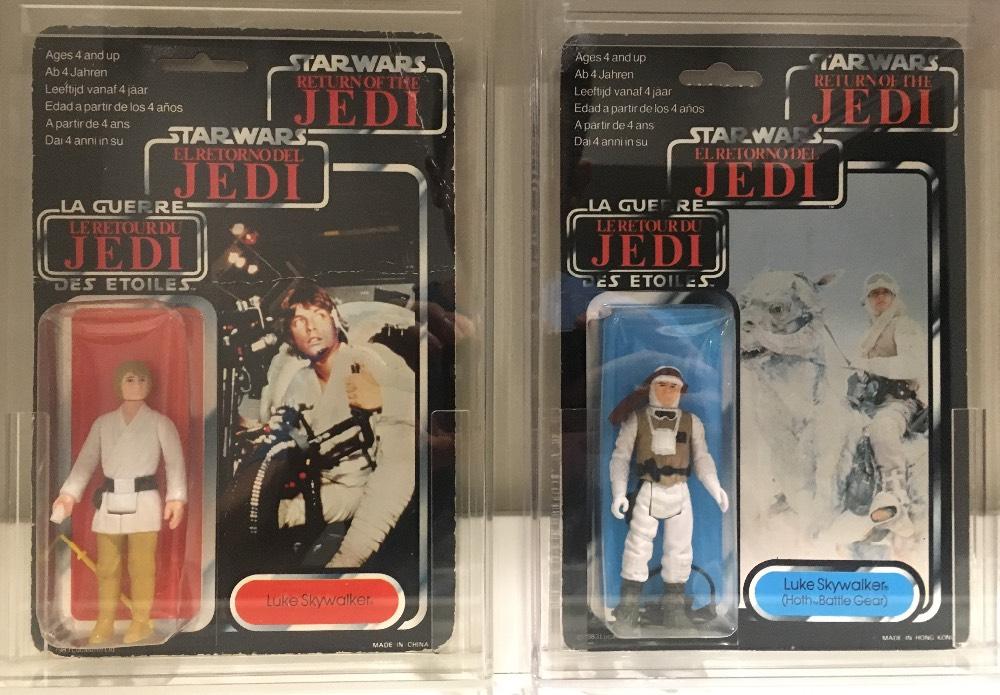 Ages 4 and up
Ab 4 Jahren
Leeftijd vanaf 4 jaar
Edad a partir de los 4 años
A partir de 4 ans
Dai 4 anni in su
STAR WARS
RETURN OF THE
JEDI
STAR WARS
EL RETORNO DEL
JEDI
LA GUERRE
LE RETOUR DU
JEDI
DES ETOILES
Luke Skywalker
MADE IN CHINA
Ages 4 and up
Ab 4 Jahren
Leeftijd vanaf 4 jaar
Edad a partir de los 4 años
A partir de 4 ans
Dai 4 anni in su
STAR WARS
RETURN OF THE
JEDI
STAR WARS
EL RETORNO DEL
JEDI
LA GUERRE
LE RETOUR DU
JEDI
DES ETOILES
Luke Skywalker
(Hoth Battle Gear)
MADE IN HONG KON